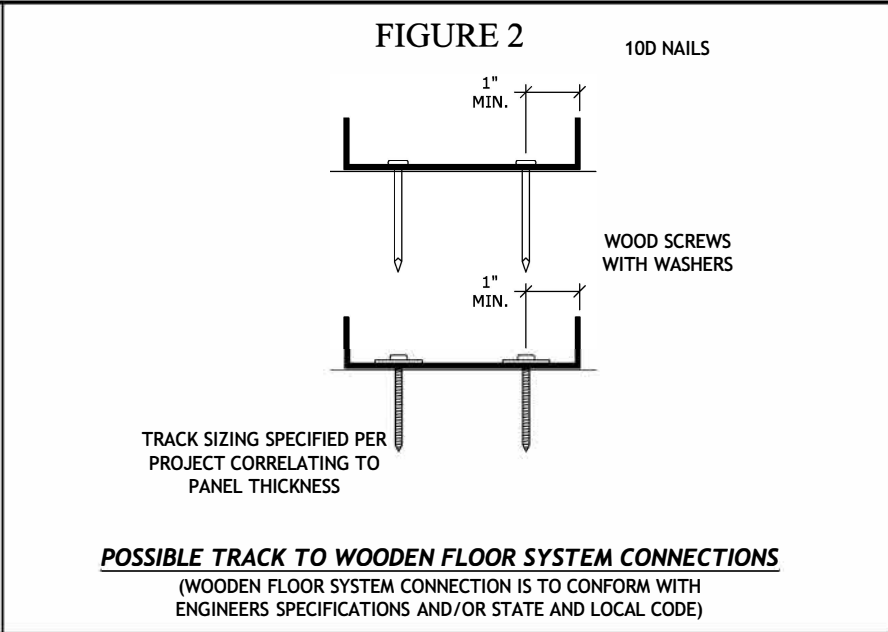 FIGURE 2
10D NAILS
1"
MIN.
WOOD SCREWS
WITH WASHERS
1"
MIN.
TRACK SIZING SPECIFIED PER
PROJECT CORRELATING TO
PANEL THICKNESS
POSSIBLE TRACK TO WOODEN FLOOR SYSTEM CONNECTIONS
(WOODEN FLOOR SYSTEM CONNECTION IS TO CONFORM WITH
ENGINEERS SPECIFICATIONS AND/OR STATE AND LOCAL CODE)